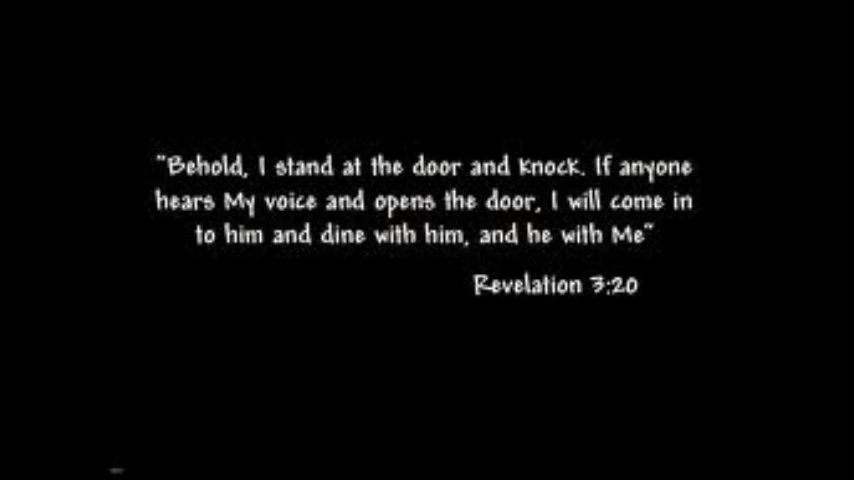 "Behold, I stand at the door and knock. If anyone
hears My voice and opens the door, I will come in
to him and dine with him, and he with Me"
Revelation 3:20